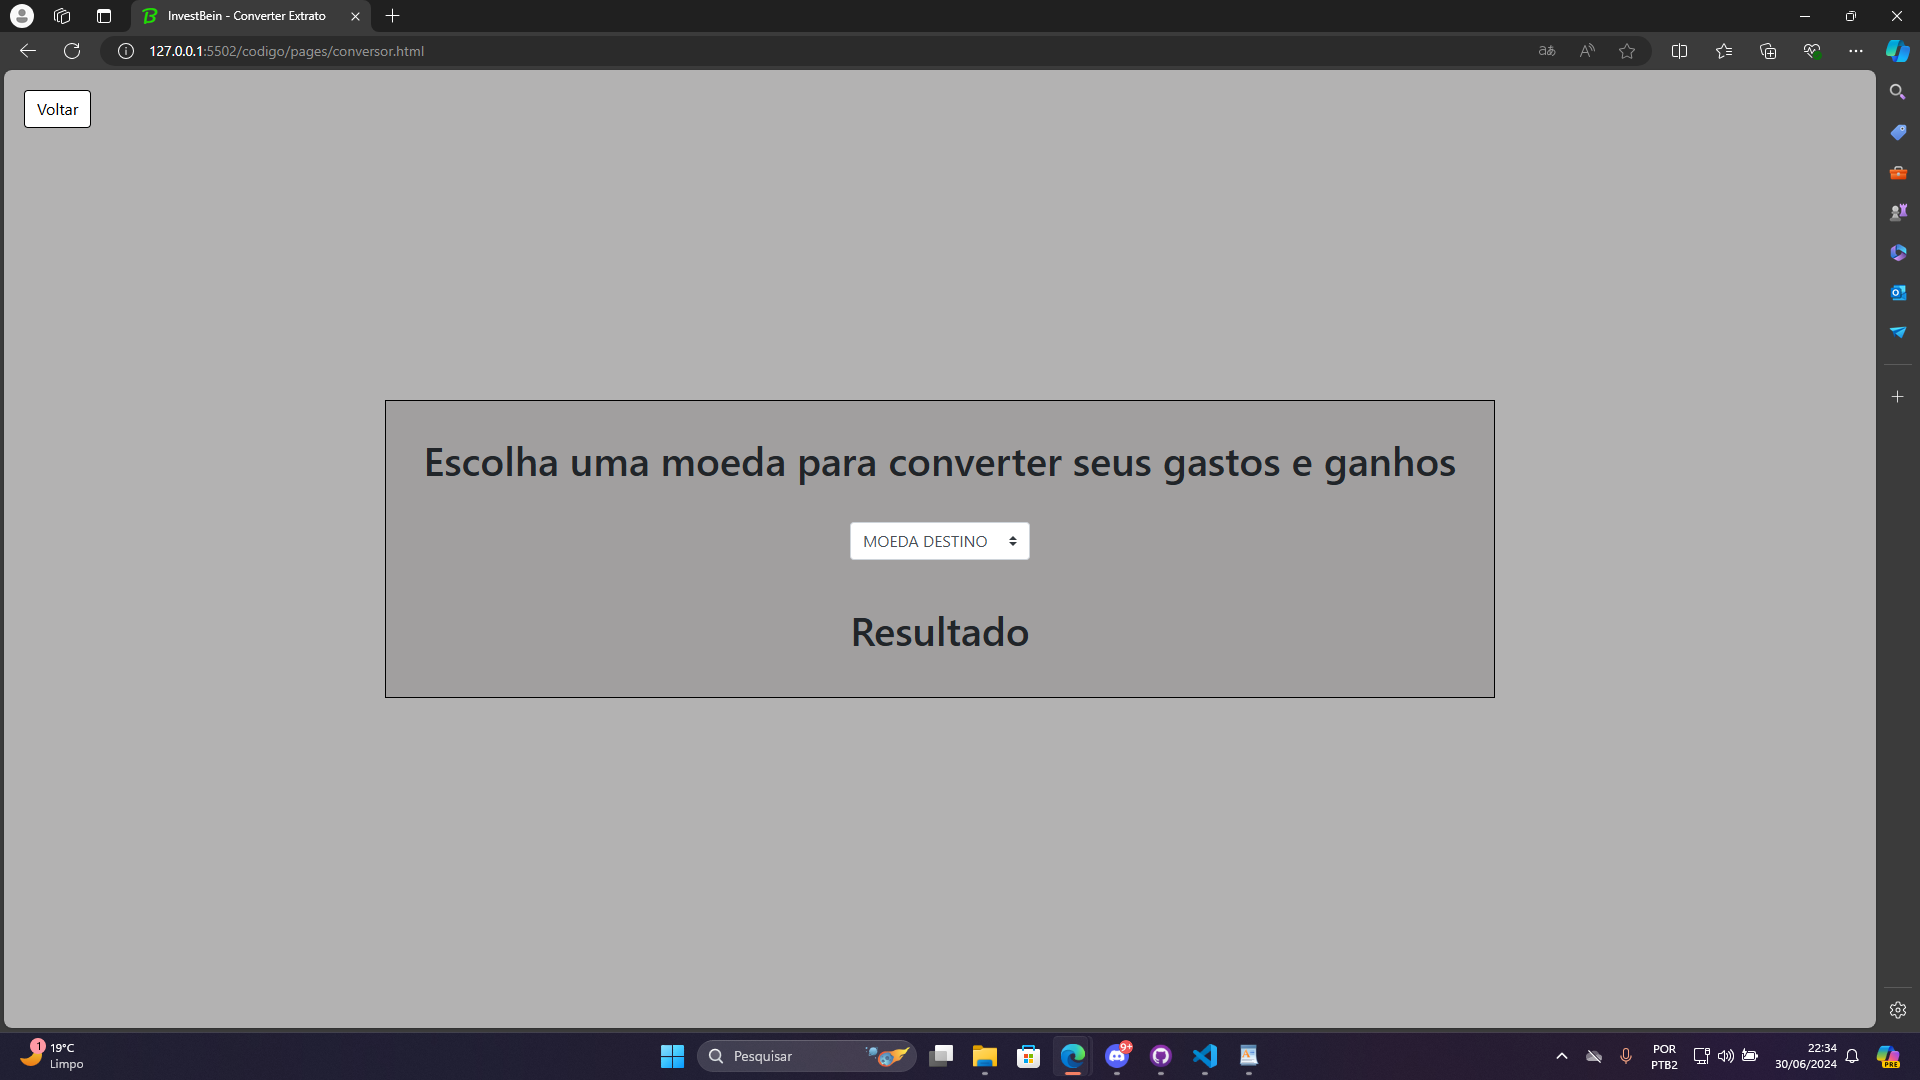 InvestBein - Converter Extrato
127.0.0.1:5502/codigo/pages/conversor.html
Voltar
Escolha uma moeda para converter seus gastos e ganhos
MOEDA DESTINO
Resultado
1
19°C
Limpo
Pesquisar
9+
POR
PTB2
22:34
30/06/2024
PRE